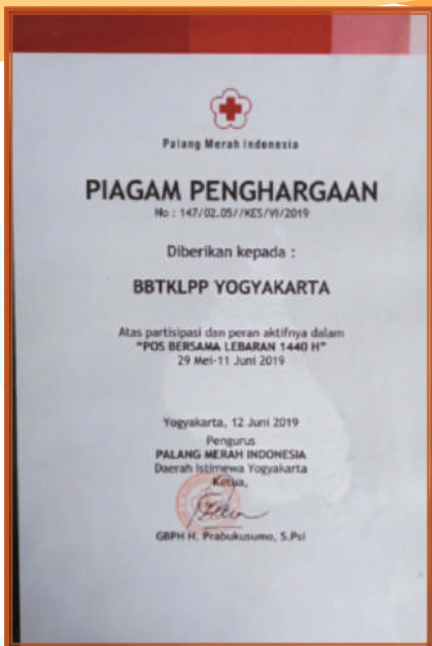 Palang Merah Indonesia
PIAGAM PENGHARGAAN
No : 147/02.05//KES/VI/2019
Diberikan kepada :
BBTKLPP YOGYAKARTA
Atas partisipasi dan peran aktifnya dalam
"POS BERSAMA LEBARAN 1440 H"
29 Mei-11 Juni 2019
Yogyakarta, 12 Juni 2019
Pengurus
PALANG MERAH INDONESIA
Daerah Istimewa Yogyakarta
Ketua,
GBPH H. Prabukusumo, S.Psi